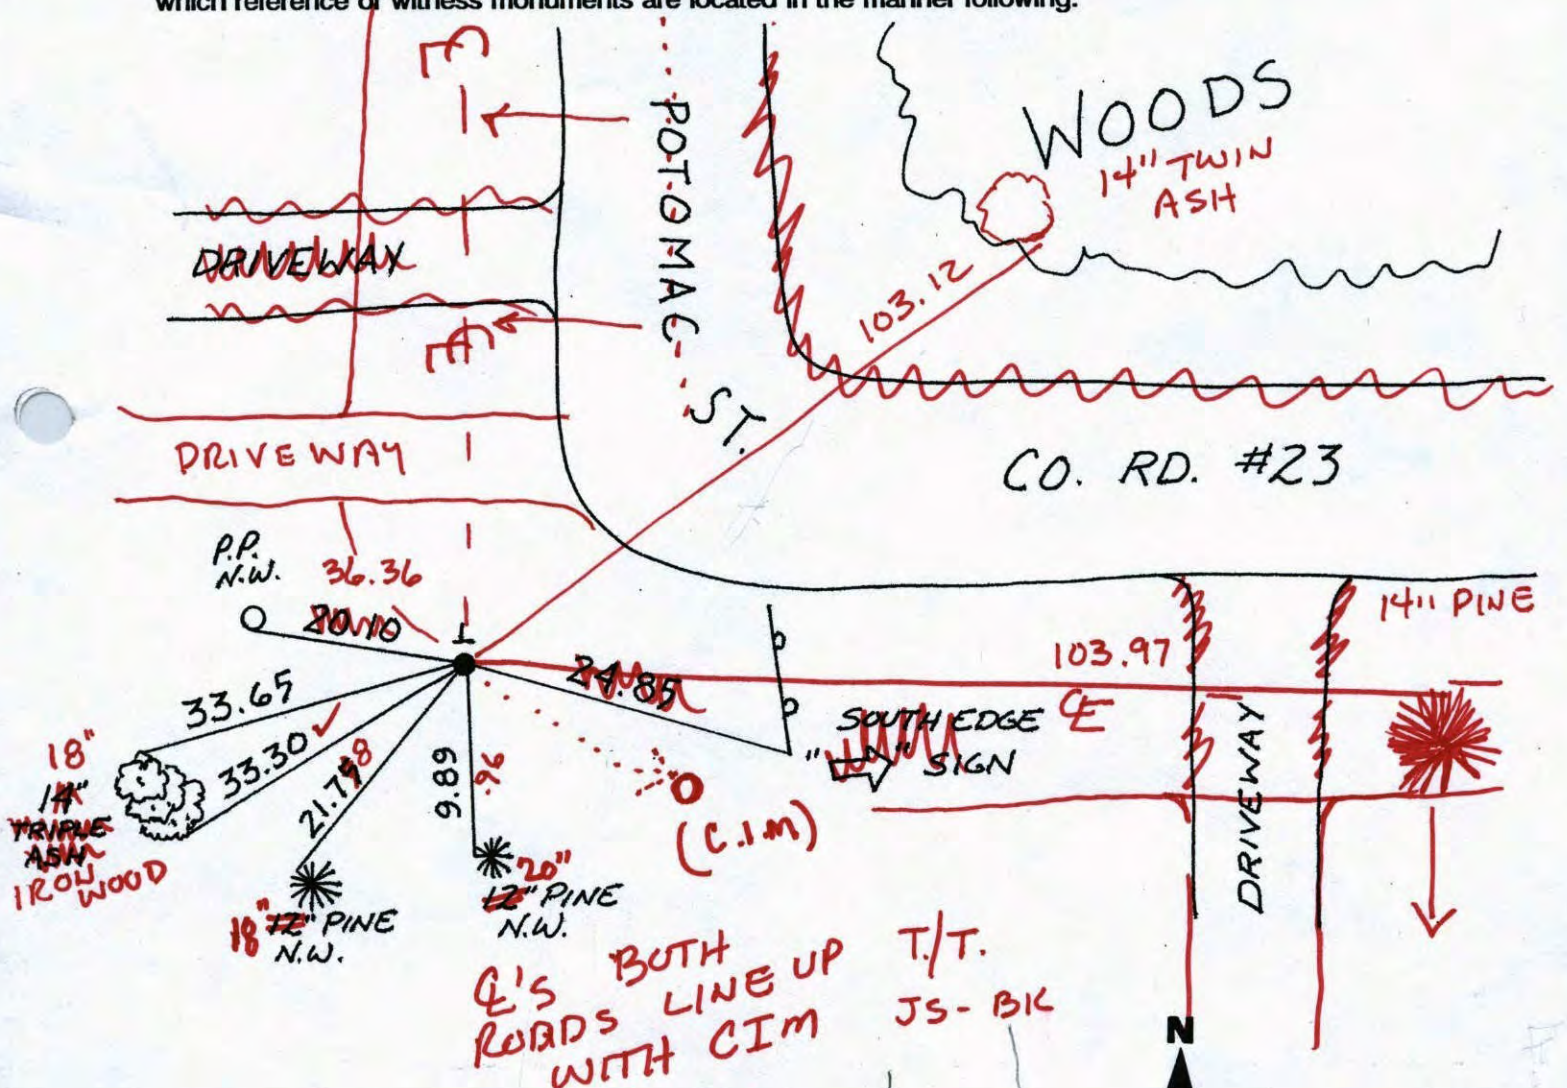 which reference or witness monuments are located in the manner following:
WOODS
14" TWIN
ASH
POTOMAC
ST.
DRIVEWAY
103.12
DRIVEWAY
CO. RD. #23
P.P.
N.W.
36.36
20.10
14" PINE
103.97
24.85
33.65
SOUTH EDGE
℄
" " SIGN
33.30 ✓
18"
14"
TRIPLE
ASH
IRON WOOD
21.79
48
9.89
.96
(C.I.M)
DRIVEWAY
20"
12" PINE
N.W.
18" 12" PINE
N.W.
℄'S BOTH
ROADS LINE UP
WITH CIM
T/T.
JS-BK
N